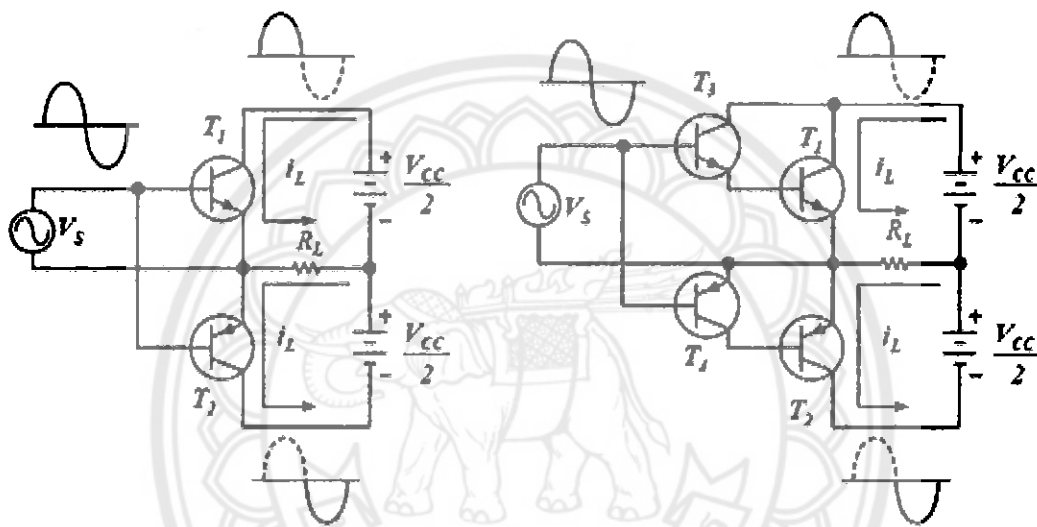 T1
iL
+
VCC
2
−
VS
RL
iL
+
VCC
2
−
T2
T3
T1
iL
+
VCC
2
−
VS
RL
T4
iL
+
VCC
2
−
T2